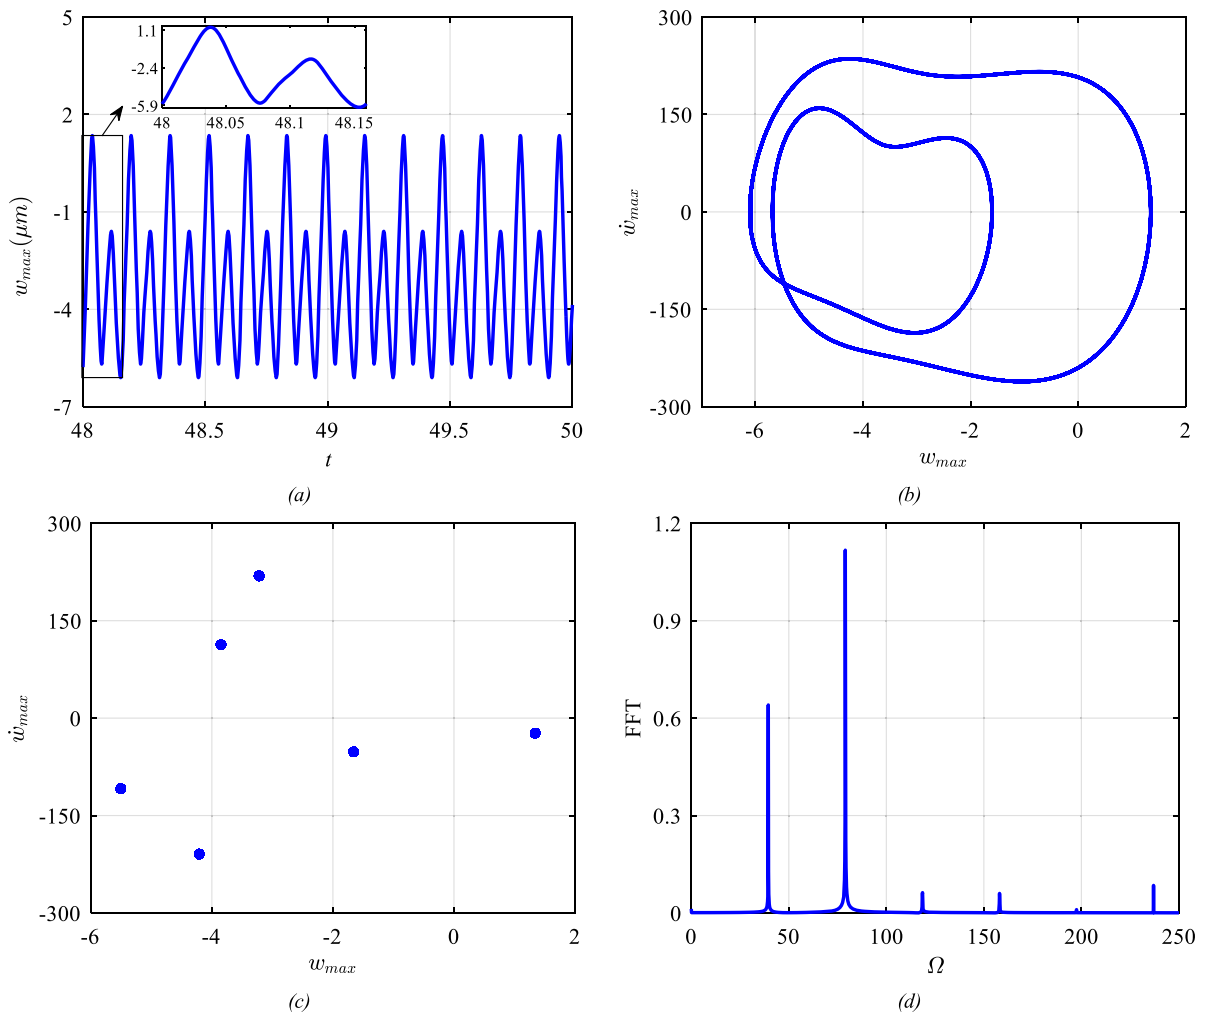 5
2
-1
-4
-7
w_max (μm)
1.1
-2.4
-5.9
48 48.05 48.1 48.15
48 48.5 49 49.5 50
t
(a)
300
150
0
-150
-300
ẇ_max
-6 -4 -2 0 2
w_max
(b)
300
150
0
-150
-300
ẇ_max
-6 -4 -2 0 2
w_max
(c)
1.2
0.9
0.6
0.3
0
FFT
0 50 100 150 200 250
Ω
(d)